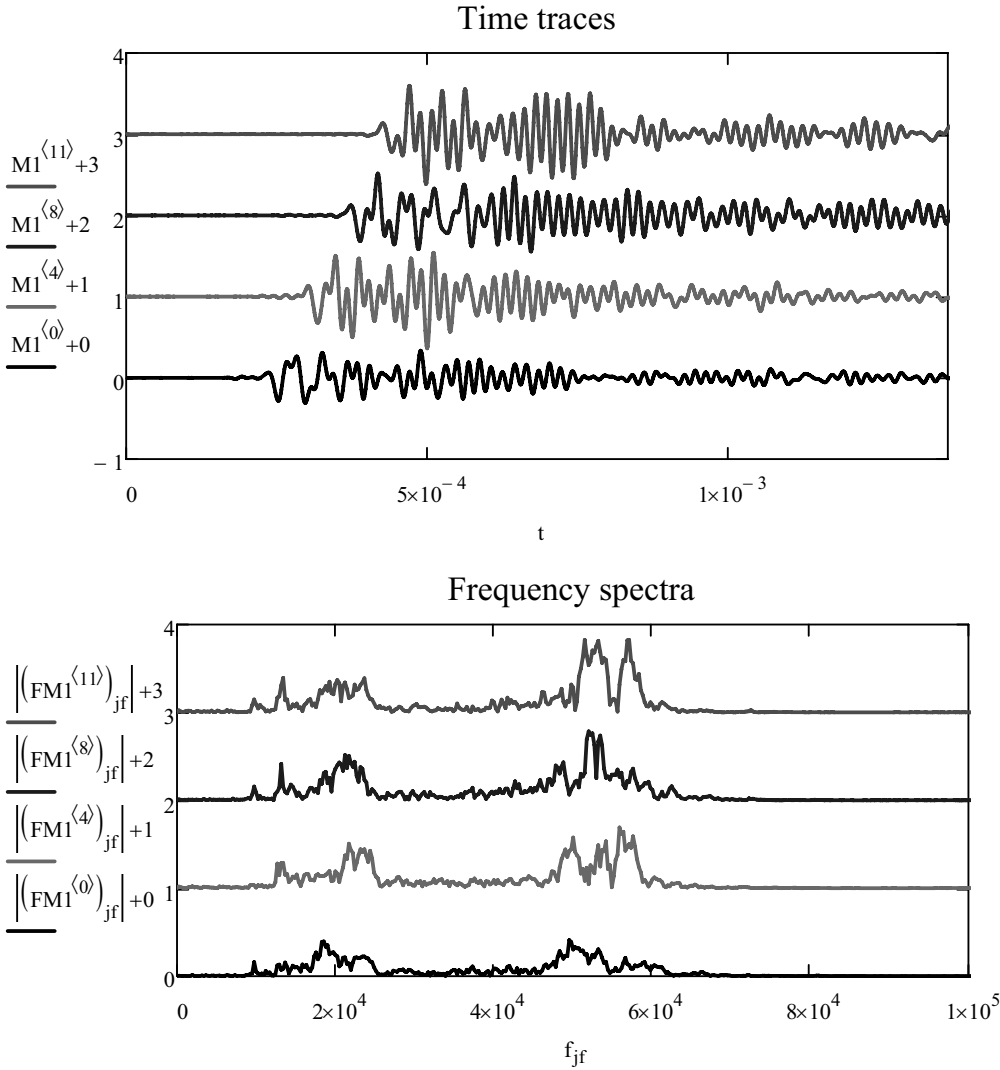 Time traces
4
3
2
1
0
− 1
M1⟨11⟩+3
M1⟨8⟩+2
M1⟨4⟩+1
M1⟨0⟩+0
0 5×10−4 1×10−3
t
Frequency spectra
4
3
2
1
0
|(FM1⟨11⟩)jf|+3
|(FM1⟨8⟩)jf|+2
|(FM1⟨4⟩)jf|+1
|(FM1⟨0⟩)jf|+0
0 2×104 4×104 6×104 8×104 1×105
fjf